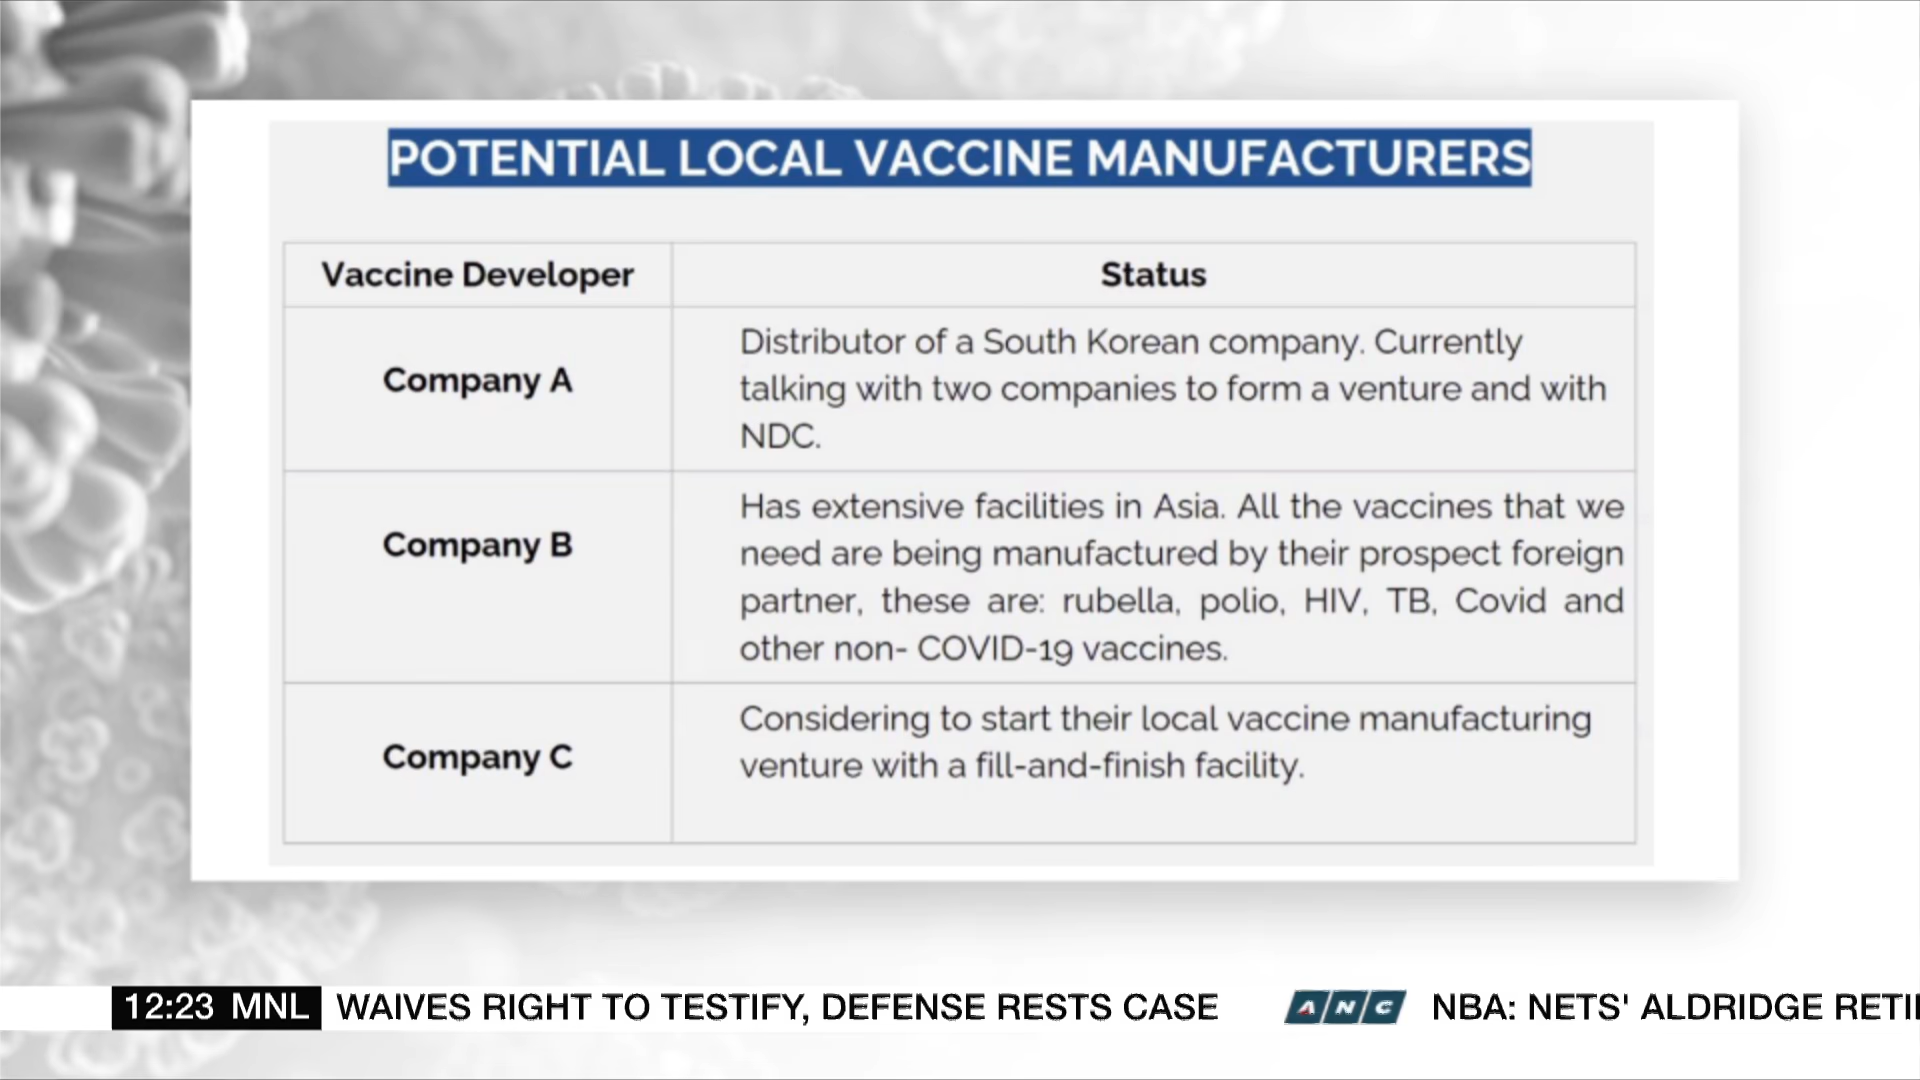 POTENTIAL LOCAL VACCINE MANUFACTURERS
Vaccine Developer
Status
Company A
Distributor of a South Korean company. Currently
talking with two companies to form a venture and with
NDC.
Company B
Has extensive facilities in Asia. All the vaccines that we
need are being manufactured by their prospect foreign
partner, these are: rubella, polio, HIV, TB, Covid and
other non- COVID-19 vaccines.
Company C
Considering to start their local vaccine manufacturing
venture with a fill-and-finish facility.
12:23 MNL WAIVES RIGHT TO TESTIFY, DEFENSE RESTS CASE ANC NBA: NETS' ALDRIDGE RETI